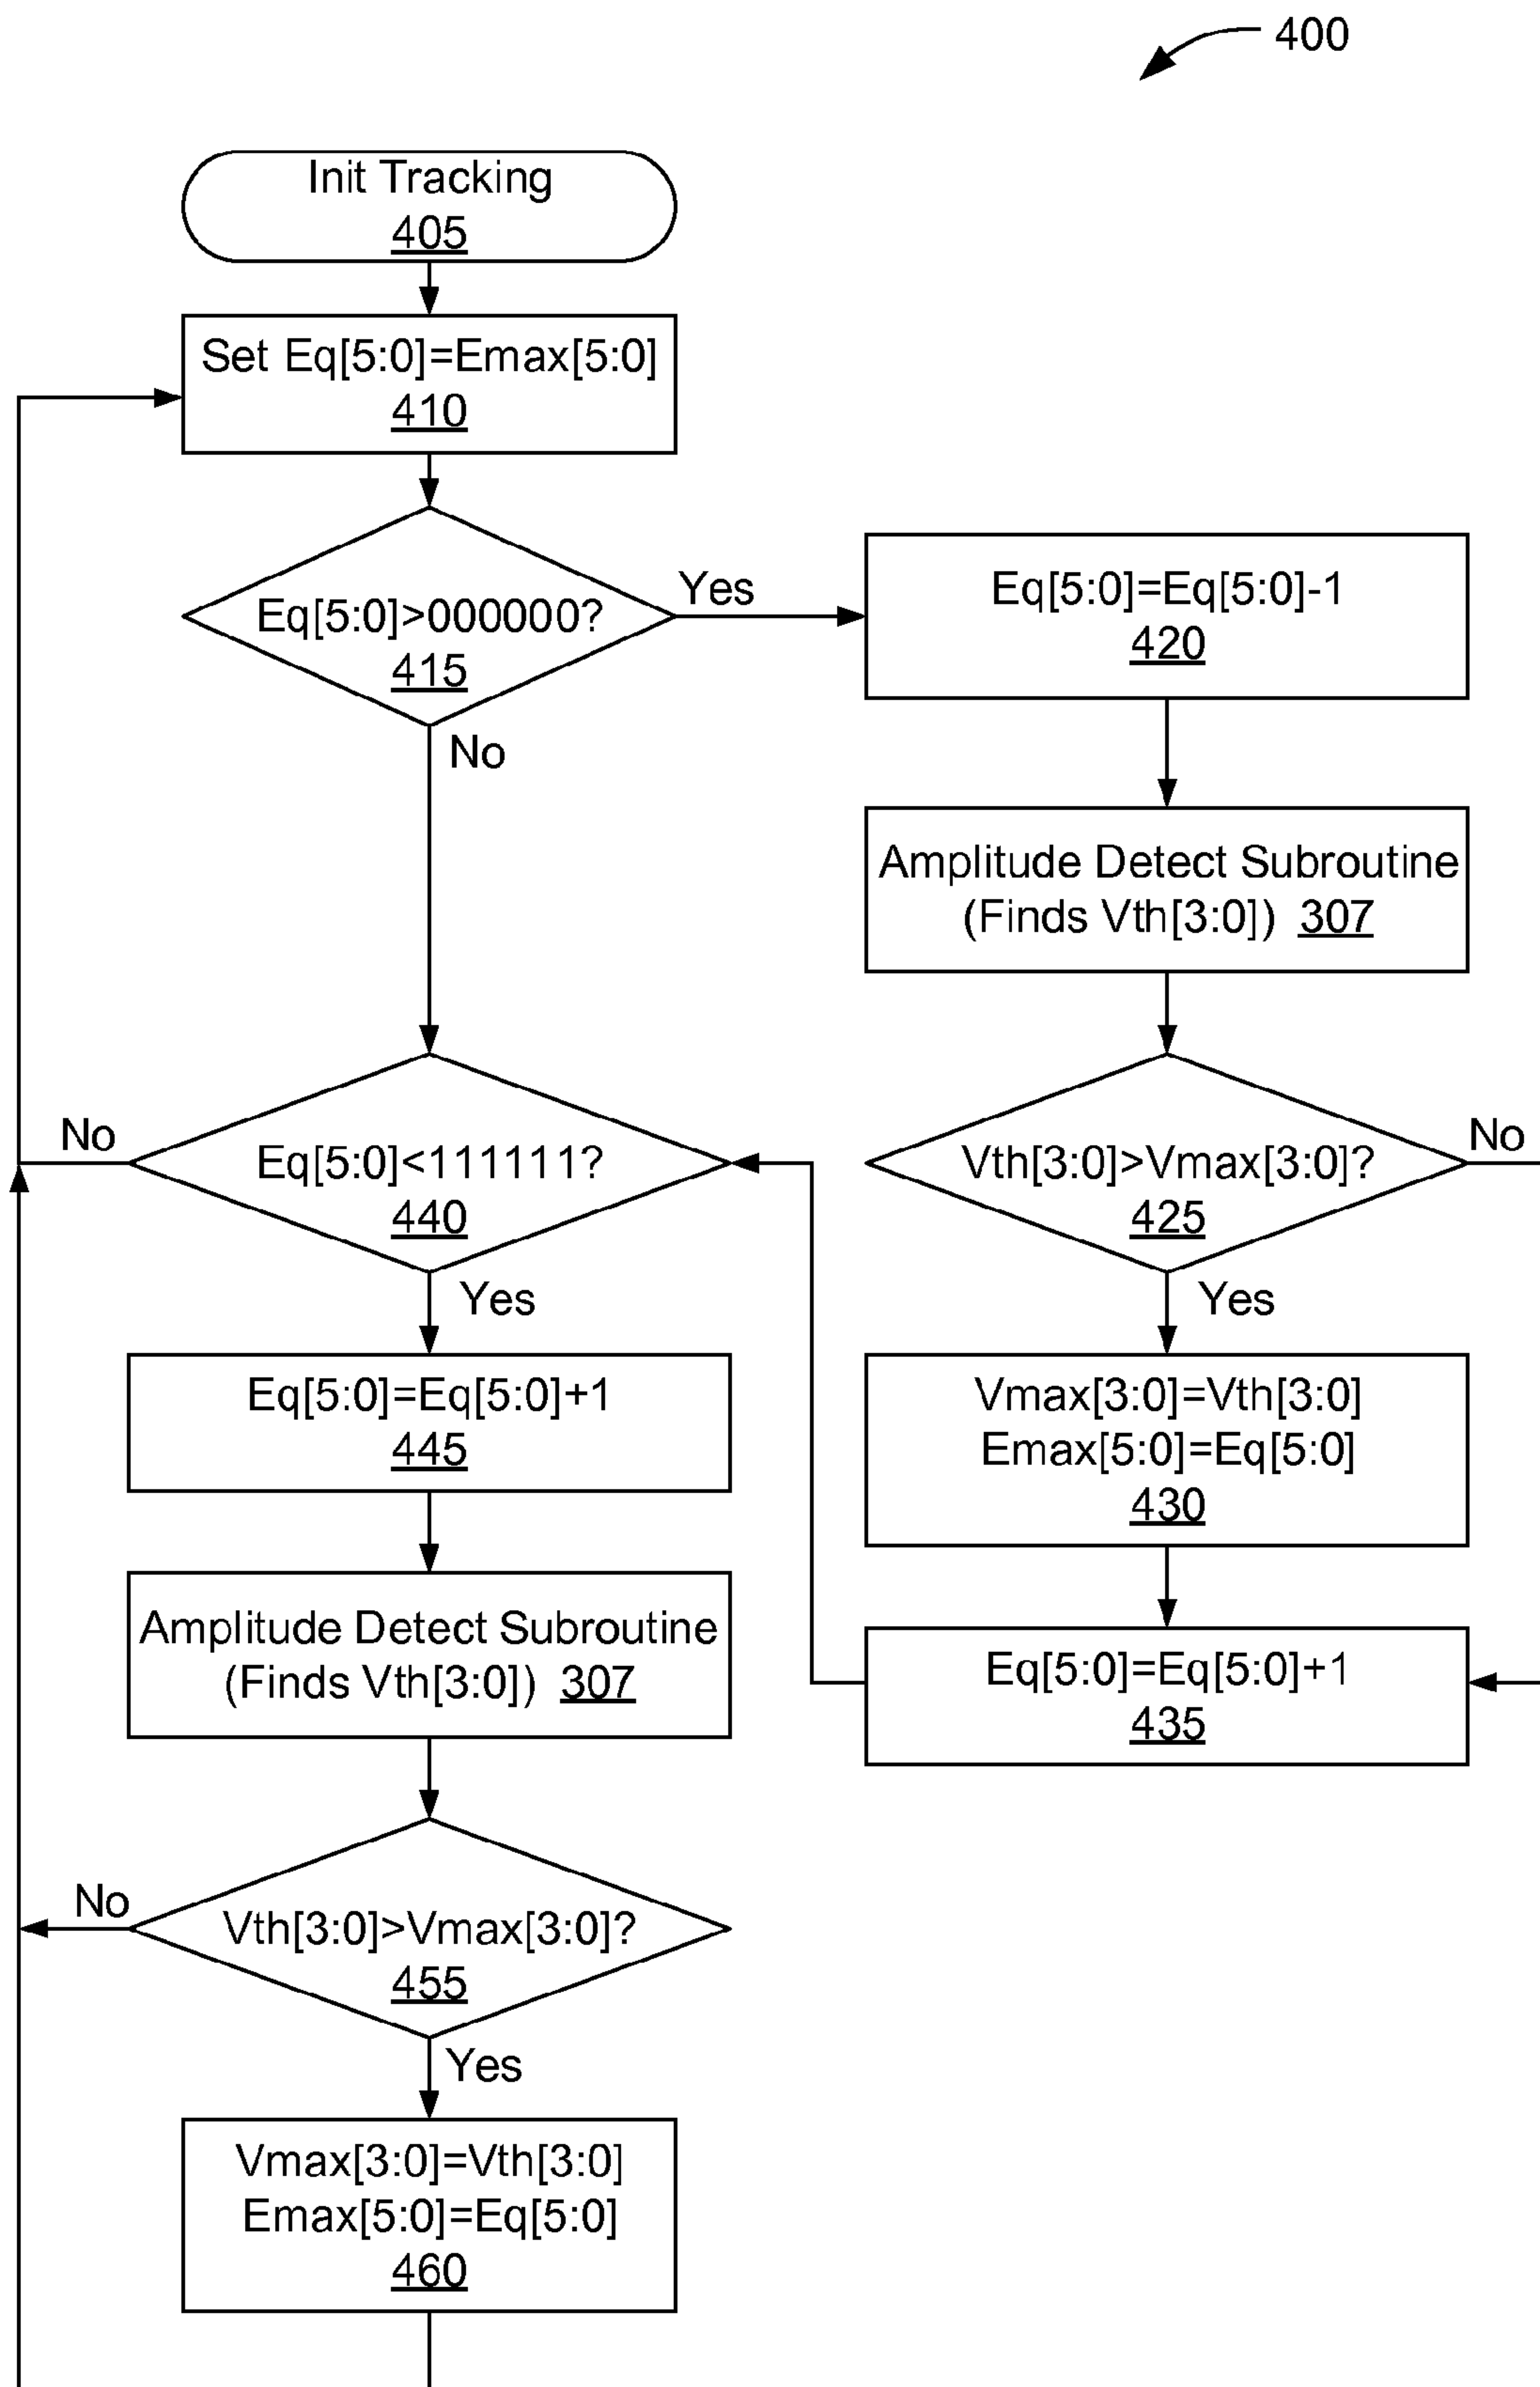 400
Init Tracking
405
Set Eq[5:0]=Emax[5:0]
410
Eq[5:0]>000000?
415
Yes
No
Eq[5:0]=Eq[5:0]-1
420
Amplitude Detect Subroutine
(Finds Vth[3:0]) 307
Vth[3:0]>Vmax[3:0]?
425
No
Yes
Vmax[3:0]=Vth[3:0]
Emax[5:0]=Eq[5:0]
430
Eq[5:0]=Eq[5:0]+1
435
Eq[5:0]<111111?
440
No
Yes
Eq[5:0]=Eq[5:0]+1
445
Amplitude Detect Subroutine
(Finds Vth[3:0]) 307
Vth[3:0]>Vmax[3:0]?
455
No
Yes
Vmax[3:0]=Vth[3:0]
Emax[5:0]=Eq[5:0]
460